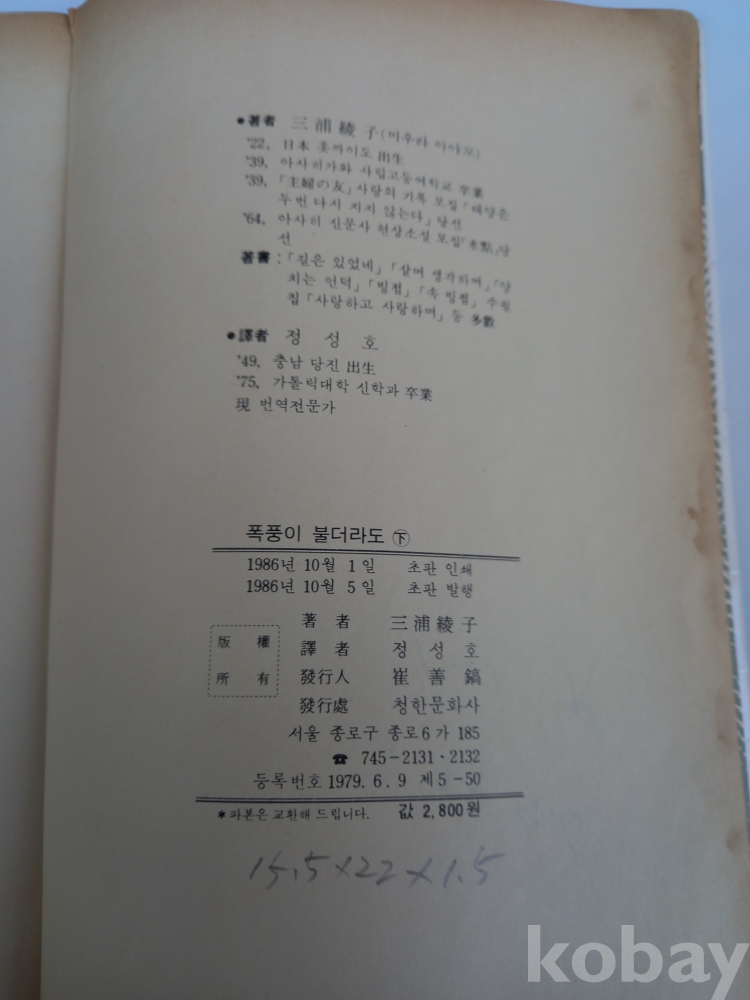 ●著者 三浦綾子(미우라 아야꼬)
'22, 日本 홋까이도 出生
'39, 아사히가와 사립고등여학교 卒業
'39, 「主婦の友」사랑의 기록 모집「태양은
두번 다시 지지 않는다」당선
'64, 아사히 신문사 현상소설 모집「氷點」당
선
著書:「길은 있었네」「살며 생각하며」「양
치는 언덕」「빙점」「속 빙점」수필
집「사랑하고 사랑하며」등 多數
●譯者 정성호
'49, 충남 당진 出生
'75, 가톨릭대학 신학과 卒業
現 번역전문가
폭풍이 불더라도 ㊦
1986년 10월 1일 초판 인쇄
1986년 10월 5일 초판 발행
版權
所有
著者 三浦綾子
譯者 정성호
發行人 崔善鎬
發行處 청한문화사
서울 종로구 종로6가 185
☎ 745-2131·2132
등록번호 1979. 6. 9 제5-50
*파본은 교환해 드립니다. 값 2,800원
15.5×22×1.5
kobay